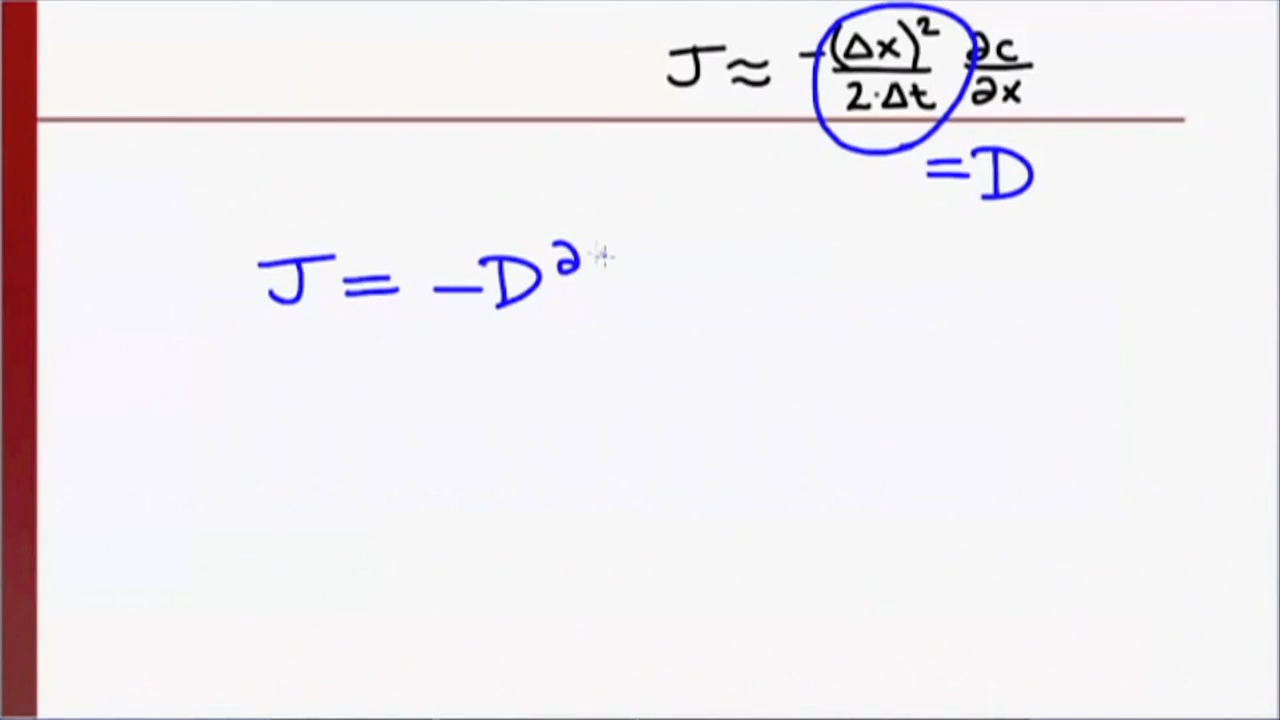 J ≈ -(Δx)² / 2·Δt ∂c/∂x
= D
J = -D ∂